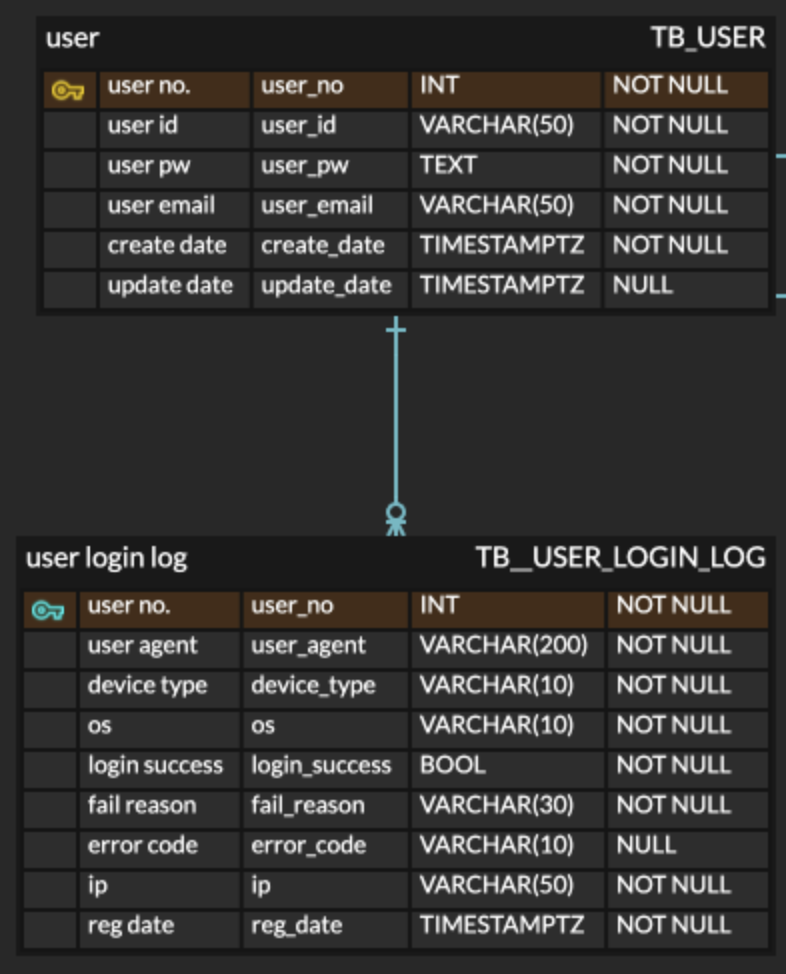 user TB_USER
user no. user_no INT NOT NULL
user id user_id VARCHAR(50) NOT NULL
user pw user_pw TEXT NOT NULL
user email user_email VARCHAR(50) NOT NULL
create date create_date TIMESTAMPTZ NOT NULL
update date update_date TIMESTAMPTZ NULL
user login log TB__USER_LOGIN_LOG
user no. user_no INT NOT NULL
user agent user_agent VARCHAR(200) NOT NULL
device type device_type VARCHAR(10) NOT NULL
os os VARCHAR(10) NOT NULL
login success login_success BOOL NOT NULL
fail reason fail_reason VARCHAR(30) NOT NULL
error code error_code VARCHAR(10) NULL
ip ip VARCHAR(50) NOT NULL
reg date reg_date TIMESTAMPTZ NOT NULL